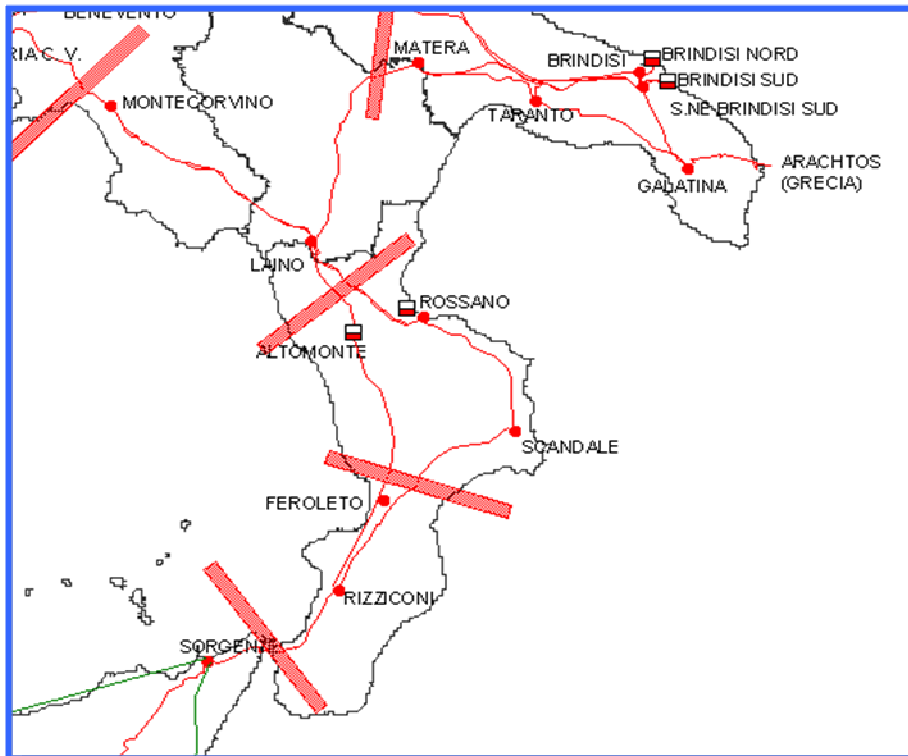 BENEVENTO
RIA C. V.
MATERA
BRINDISI
BRINDISI NORD
BRINDISI SUD
MONTECORVINO
TARANTO
S.NE BRINDISI SUD
GALATINA
ARACHTOS
(GRECIA)
LAINO
ROSSANO
ALTOMONTE
SCANDALE
FEROLETO
RIZZICONI
SORGENTE